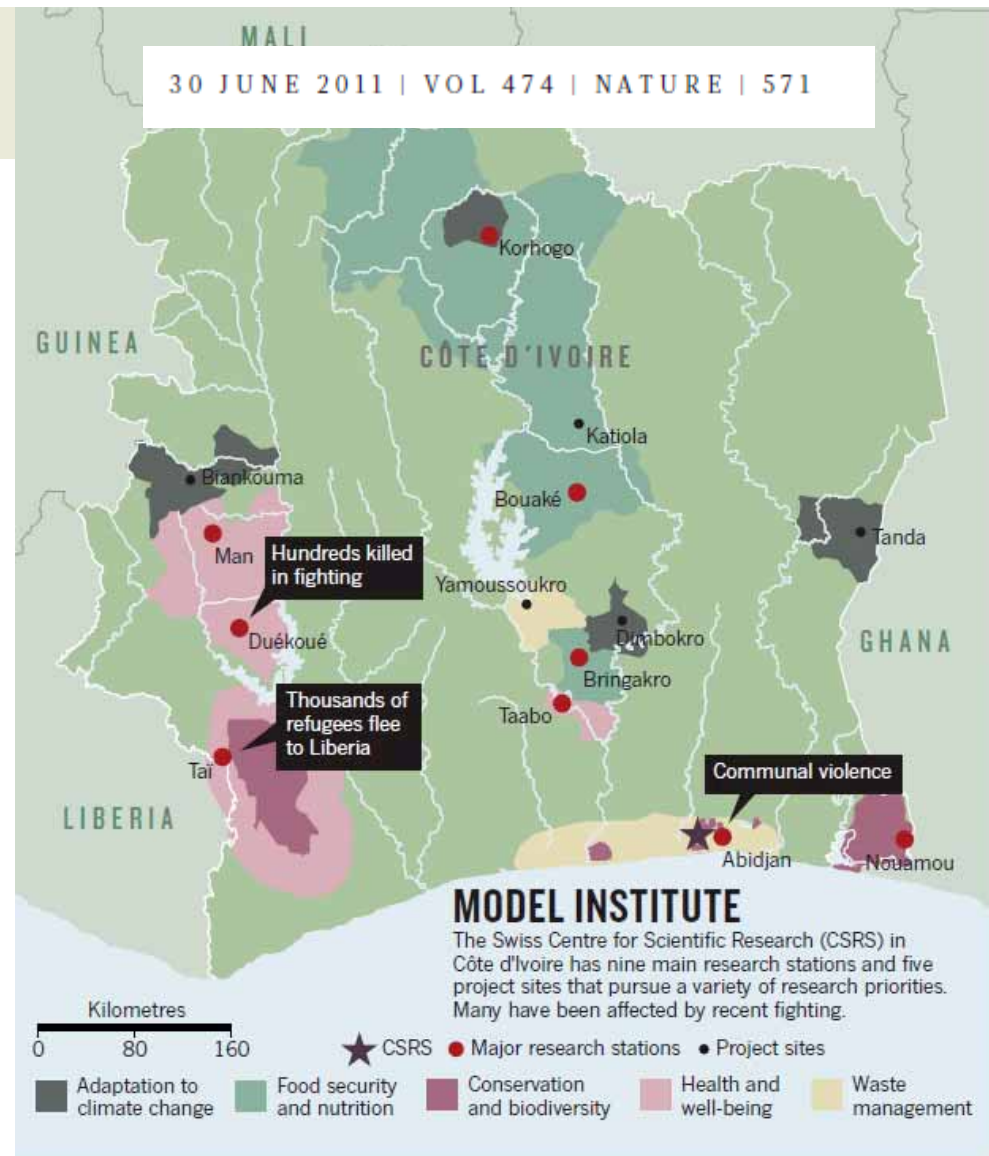 MALI
30 JUNE 2011 | VOL 474 | NATURE | 571
Korhogo
GUINEA
CÔTE D'IVOIRE
Katiola
Biankouma
Bouaké
Tanda
Man
Hundreds killed
in fighting
Yamoussoukro
Dimbokro
Duékoué
GHANA
Bringakro
Thousands of
refugees flee
to Liberia
Taabo
Taï
Communal violence
LIBERIA
Abidjan
Nouamou
MODEL INSTITUTE
The Swiss Centre for Scientific Research (CSRS) in
Côte d'Ivoire has nine main research stations and five
project sites that pursue a variety of research priorities.
Many have been affected by recent fighting.
Kilometres
0 80 160
CSRS Major research stations Project sites
Adaptation to
climate change
Food security
and nutrition
Conservation
and biodiversity
Health and
well-being
Waste
management